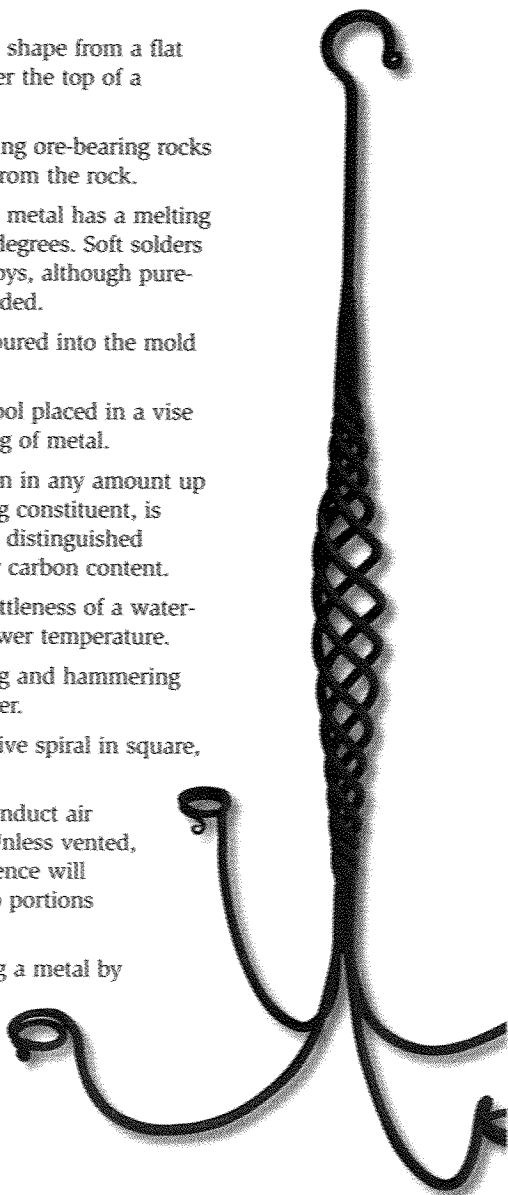 shape from a flat
er the top of a
ng ore-bearing rocks
rom the rock.
metal has a melting
degrees. Soft solders
oys, although pure-
ded.
oured into the mold
ool placed in a vise
g of metal.
n in any amount up
g constituent, is
distinguished
carbon content.
ttleness of a water-
wer temperature.
g and hammering
er.
ive spiral in square,
nduct air
nless vented,
ence will
portions
g a metal by